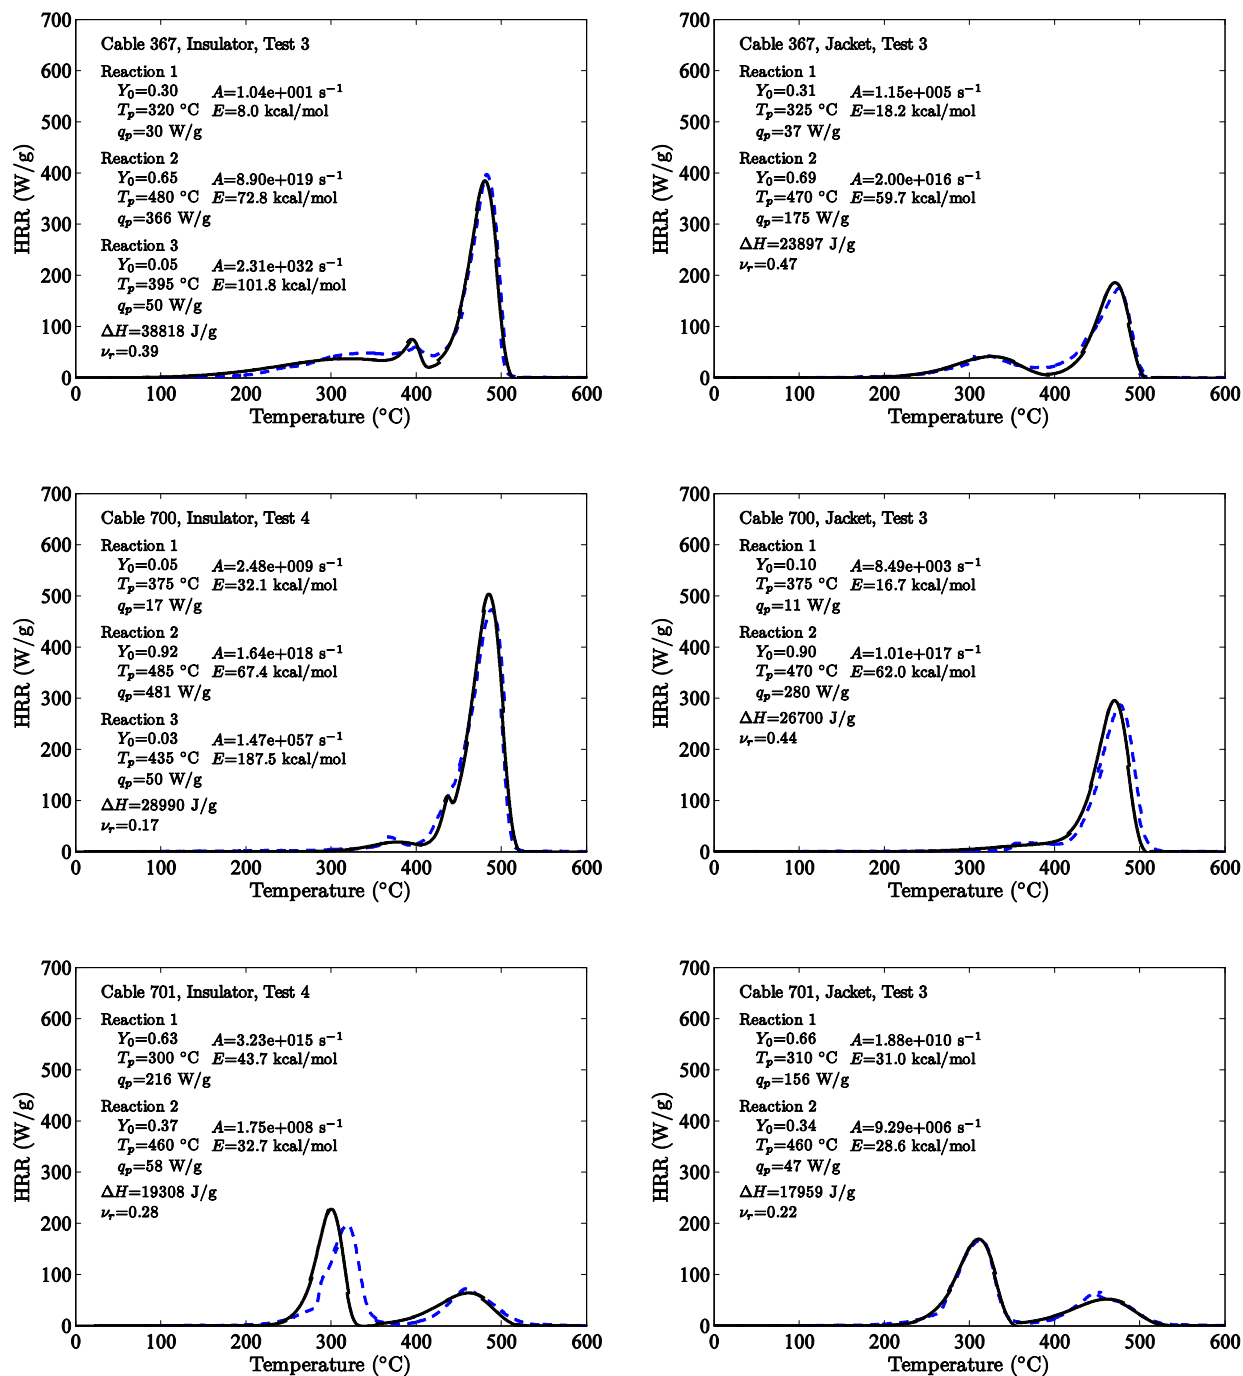 Cable 367, Insulator, Test 3
Reaction 1
Y₀=0.30 A=1.04e+001 s⁻¹
Tₚ=320 °C E=8.0 kcal/mol
qₚ=30 W/g
Reaction 2
Y₀=0.65 A=8.90e+019 s⁻¹
Tₚ=480 °C E=72.8 kcal/mol
qₚ=366 W/g
Reaction 3
Y₀=0.05 A=2.31e+032 s⁻¹
Tₚ=395 °C E=101.8 kcal/mol
qₚ=50 W/g
ΔH=38818 J/g
νᵣ=0.39
HRR (W/g)
700
600
500
400
300
200
100
0
0 100 200 300 400 500 600
Temperature (°C)
Cable 367, Jacket, Test 3
Reaction 1
Y₀=0.31 A=1.15e+005 s⁻¹
Tₚ=325 °C E=18.2 kcal/mol
qₚ=37 W/g
Reaction 2
Y₀=0.69 A=2.00e+016 s⁻¹
Tₚ=470 °C E=59.7 kcal/mol
qₚ=175 W/g
ΔH=23897 J/g
νᵣ=0.47
HRR (W/g)
700
600
500
400
300
200
100
0
0 100 200 300 400 500 600
Temperature (°C)
Cable 700, Insulator, Test 4
Reaction 1
Y₀=0.05 A=2.48e+009 s⁻¹
Tₚ=375 °C E=32.1 kcal/mol
qₚ=17 W/g
Reaction 2
Y₀=0.92 A=1.64e+018 s⁻¹
Tₚ=485 °C E=67.4 kcal/mol
qₚ=481 W/g
Reaction 3
Y₀=0.03 A=1.47e+057 s⁻¹
Tₚ=435 °C E=187.5 kcal/mol
qₚ=50 W/g
ΔH=28990 J/g
νᵣ=0.17
HRR (W/g)
700
600
500
400
300
200
100
0
0 100 200 300 400 500 600
Temperature (°C)
Cable 700, Jacket, Test 3
Reaction 1
Y₀=0.10 A=8.49e+003 s⁻¹
Tₚ=375 °C E=16.7 kcal/mol
qₚ=11 W/g
Reaction 2
Y₀=0.90 A=1.01e+017 s⁻¹
Tₚ=470 °C E=62.0 kcal/mol
qₚ=280 W/g
ΔH=26700 J/g
νᵣ=0.44
HRR (W/g)
700
600
500
400
300
200
100
0
0 100 200 300 400 500 600
Temperature (°C)
Cable 701, Insulator, Test 4
Reaction 1
Y₀=0.63 A=3.23e+015 s⁻¹
Tₚ=300 °C E=43.7 kcal/mol
qₚ=216 W/g
Reaction 2
Y₀=0.37 A=1.75e+008 s⁻¹
Tₚ=460 °C E=32.7 kcal/mol
qₚ=58 W/g
ΔH=19308 J/g
νᵣ=0.28
HRR (W/g)
700
600
500
400
300
200
100
0
0 100 200 300 400 500 600
Temperature (°C)
Cable 701, Jacket, Test 3
Reaction 1
Y₀=0.66 A=1.88e+010 s⁻¹
Tₚ=310 °C E=31.0 kcal/mol
qₚ=156 W/g
Reaction 2
Y₀=0.34 A=9.29e+006 s⁻¹
Tₚ=460 °C E=28.6 kcal/mol
qₚ=47 W/g
ΔH=17959 J/g
νᵣ=0.22
HRR (W/g)
700
600
500
400
300
200
100
0
0 100 200 300 400 500 600
Temperature (°C)